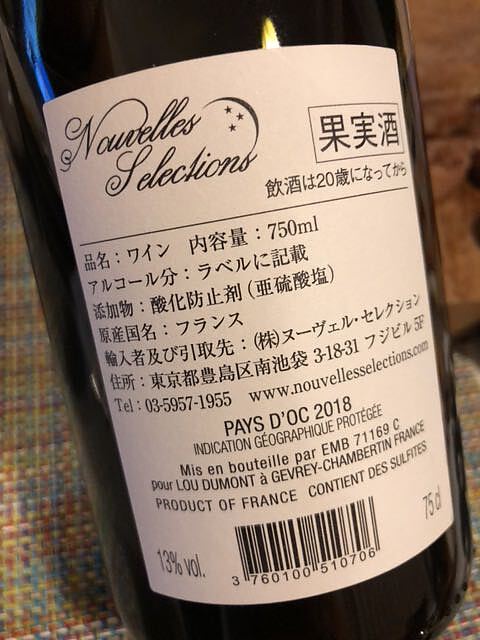 Nouvelles
Selections
果実酒
飲酒は20歳になってから
品名：ワイン 内容量：750ml
アルコール分：ラベルに記載
添加物：酸化防止剤（亜硫酸塩）
原産国名：フランス
輸入者及び引取先：（株）ヌーヴェル・セレクション
住所：東京都豊島区南池袋 3-18-31 フジビル 5F
Tel：03-5957-1955 www.nouvellesselections.com
PAYS D'OC 2018
INDICATION GÉOGRAPHIQUE PROTÉGÉE
Mis en bouteille par EMB 71169 C
pour LOU DUMONT à GEVREY-CHAMBERTIN FRANCE
PRODUCT OF FRANCE CONTIENT DES SULFITES
13% vol.
75 cl
3 760100 510706